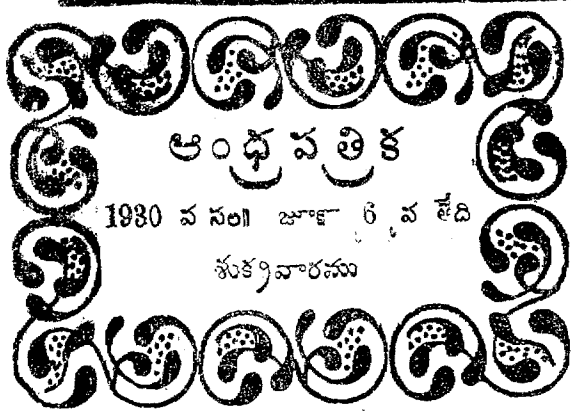 ఆంధ్రపత్రిక
1930 వ సం॥ జూ౯ 6 వ తేది
శుక్రవారము